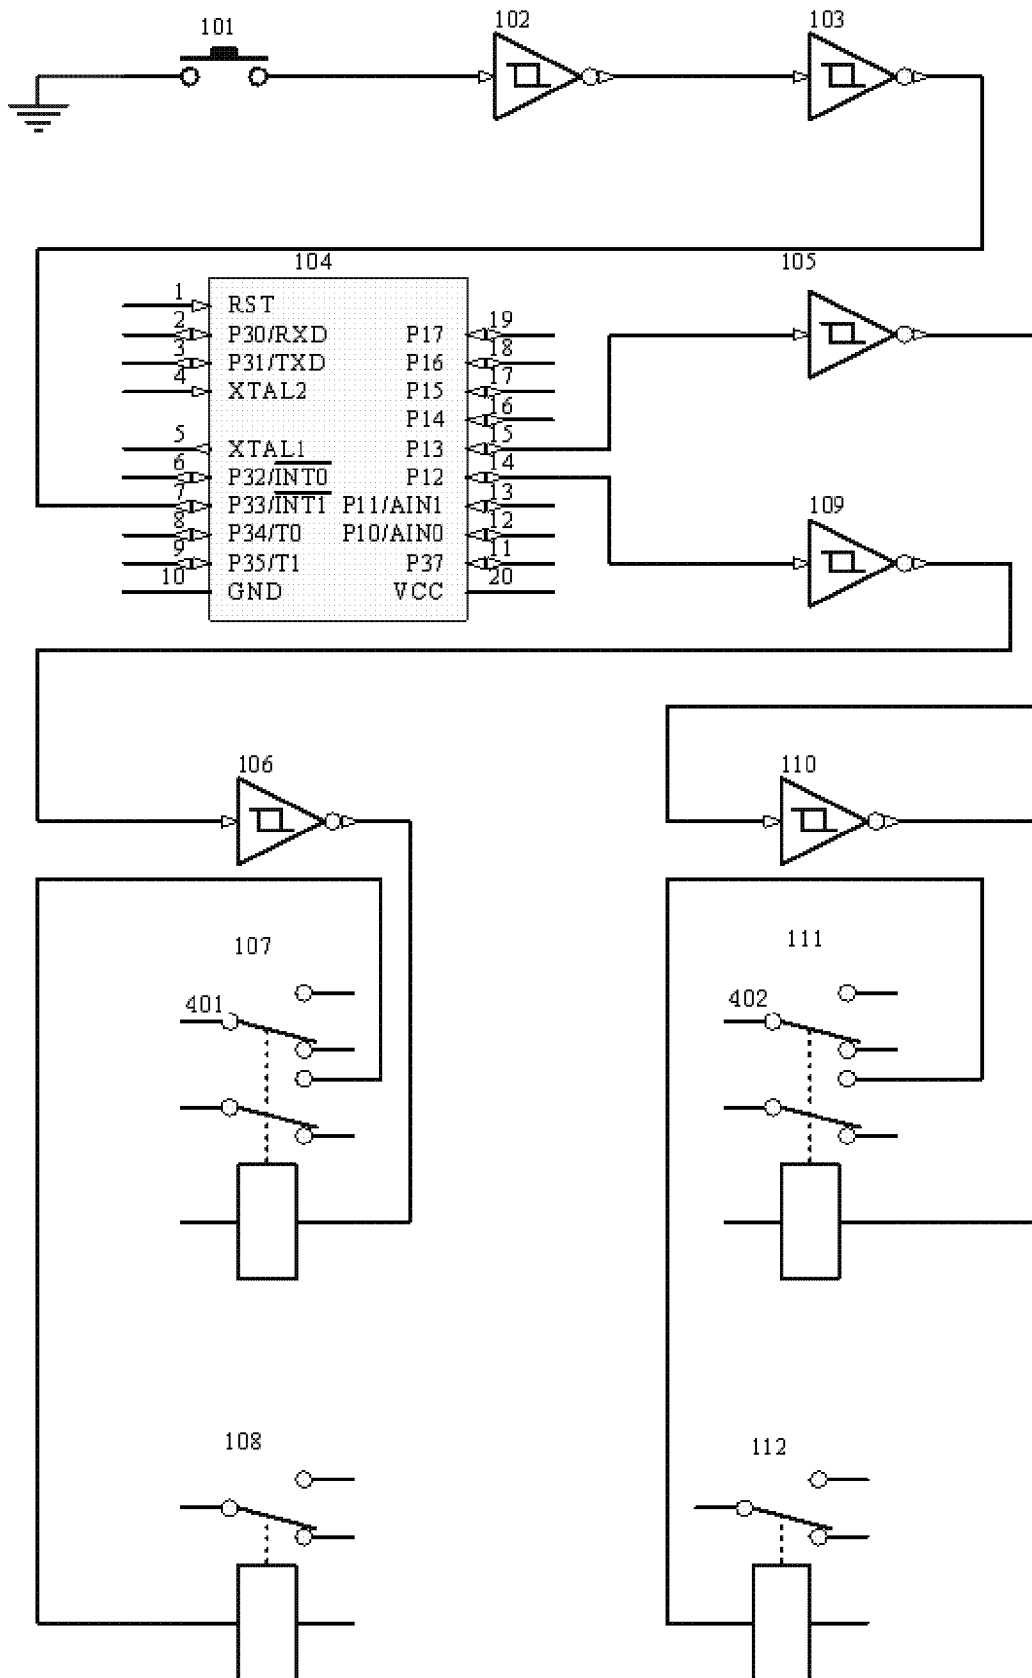 101
102
103
104
105
1 RST
2 P30/RXD P17 19
3 P31/TXD P16 18
4 XTAL2 P15 17
P14 16
5 XTAL1 P13 15
6 P32/INT0 P12 14
7 P33/INT1 P11/AIN1 13
8 P34/T0 P10/AIN0 12
9 P35/T1 P37 11
10 GND VCC 20
109
106
110
107
111
401
402
108
112